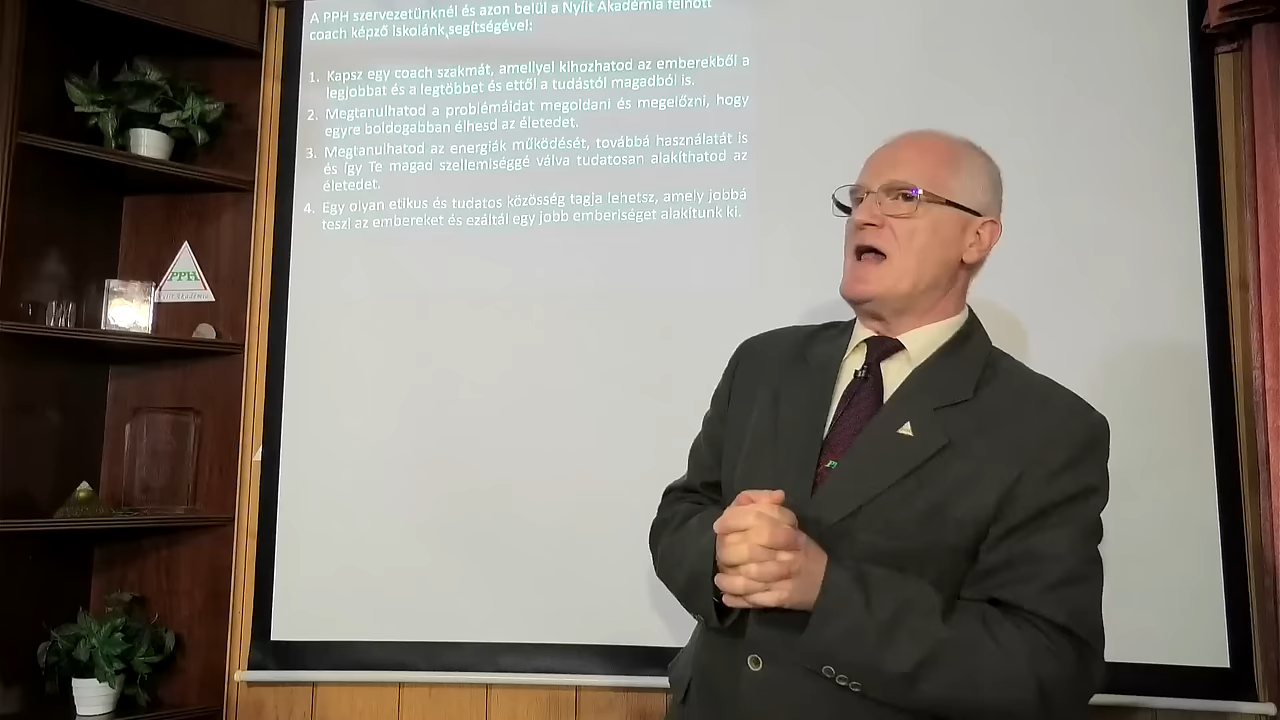 A PPH szervezetünknél és azon belül a Nyílt Akadémia felnőtt
coach képző iskolánk segítségével:
1. Kapsz egy coach szakmát, amellyel kihozhatod az emberekből a
legjobbat és a legtöbbet és ettől a tudástól magadból is.
2. Megtanulhatod a problémáidat megoldani és megelőzni, hogy
egyre boldogabban élhesd az életedet.
3. Megtanulhatod az energiák működését, továbbá használatát is
és így Te magad szellemiséggé válva tudatosan alakíthatod az
életedet.
4. Egy olyan etikus és tudatos közösség tagja lehetsz, amely jobbá
teszi az embereket és ezáltal egy jobb emberiséget alakítunk ki.
PPH
Nyílt Akadémia